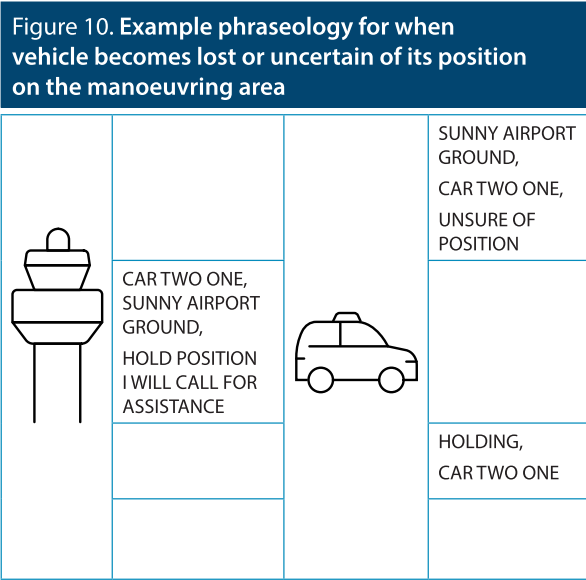 Figure 10. Example phraseology for when
vehicle becomes lost or uncertain of its position
on the manoeuvring area
SUNNY AIRPORT
GROUND,
CAR TWO ONE,
UNSURE OF
POSITION
CAR TWO ONE,
SUNNY AIRPORT
GROUND,
HOLD POSITION
I WILL CALL FOR
ASSISTANCE
HOLDING,
CAR TWO ONE